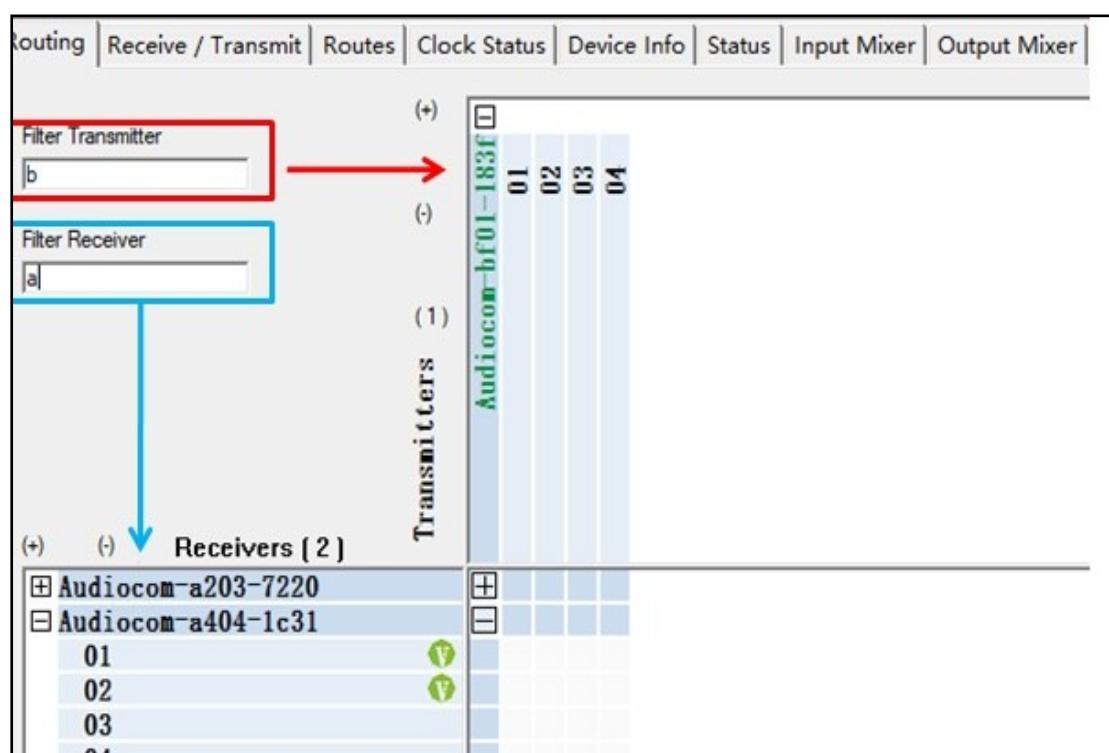 Routing Receive / Transmit Routes Clock Status Device Info Status Input Mixer Output Mixer
(+)
Filter Transmitter
b
(-)
Filter Receiver
a
(1)
Transmitters
Audiocom-bf01-183f
01
02
03
04
(+) (-) Receivers (2)
Audiocom-a203-7220
Audiocom-a404-1c31
01
02
03